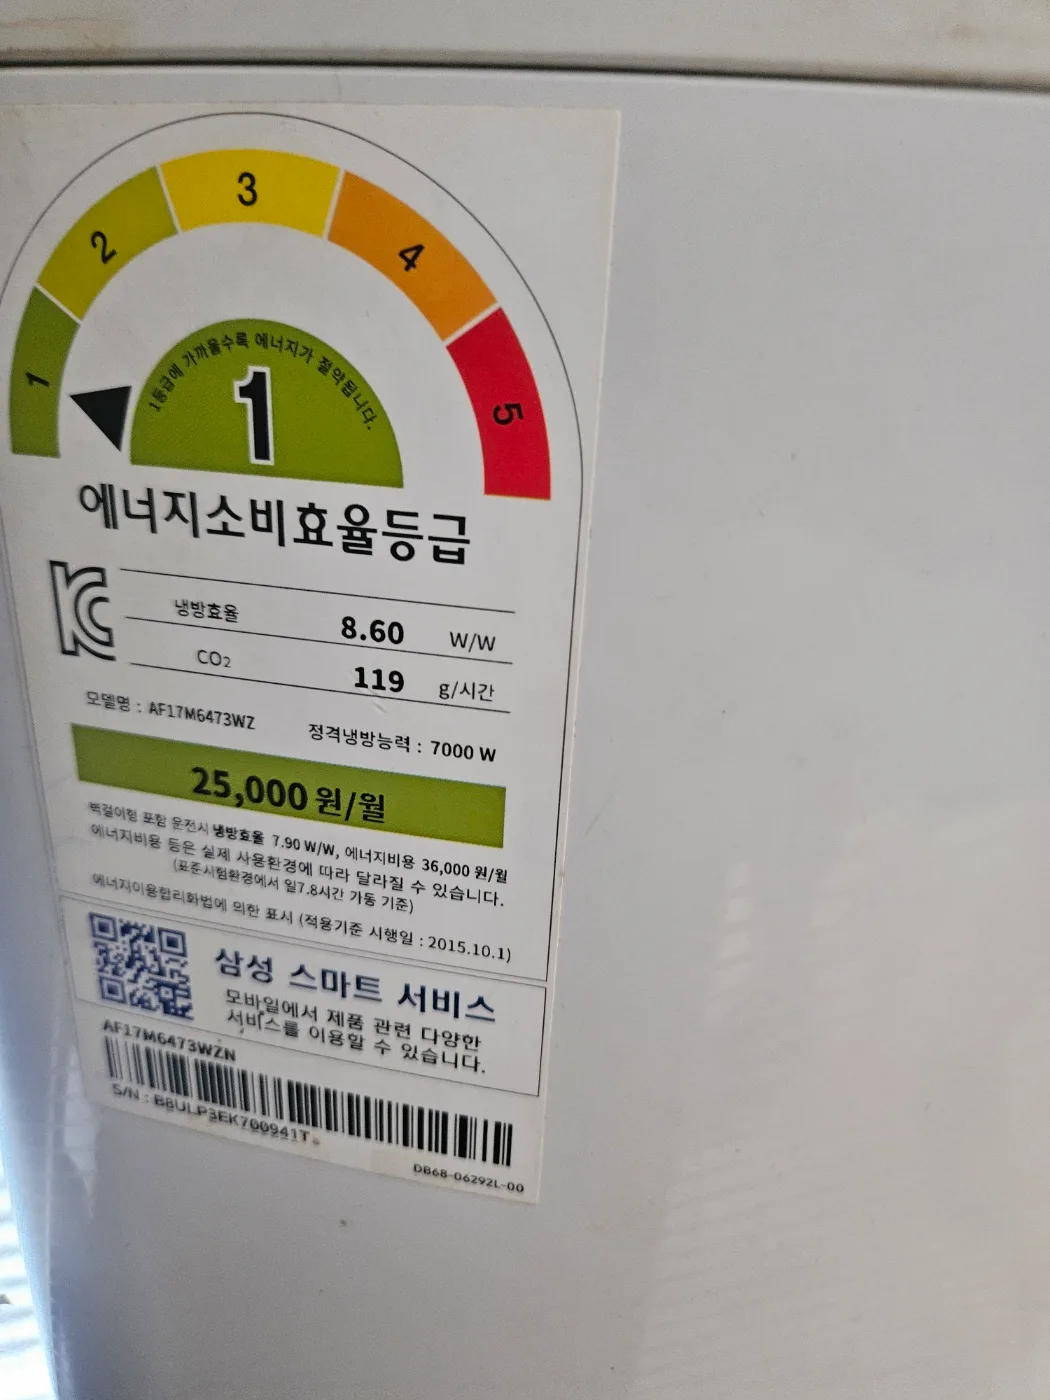 1
2
3
4
5
1등급에 가까울수록 에너지가 절약됩니다.
1
에너지소비효율등급
냉방효율 8.60 W/W
CO₂ 119 g/시간
모델명 : AF17M6473WZ 정격냉방능력 : 7000 W
25,000 원/월
벽걸이형 포함 운전시 냉방효율 7.90 W/W, 에너지비용 36,000 원/월
에너지비용 등은 실제 사용환경에 따라 달라질 수 있습니다.
(표준시험환경에서 일7.8시간 가동 기준)
에너지이용합리화법에 의한 표시 (적용기준 시행일 : 2015.10.1)
삼성 스마트 서비스
모바일에서 제품 관련 다양한
서비스를 이용할 수 있습니다.
AF17M6473WZN
S/N : B8ULP3EK700941T
DB68-06292L-00